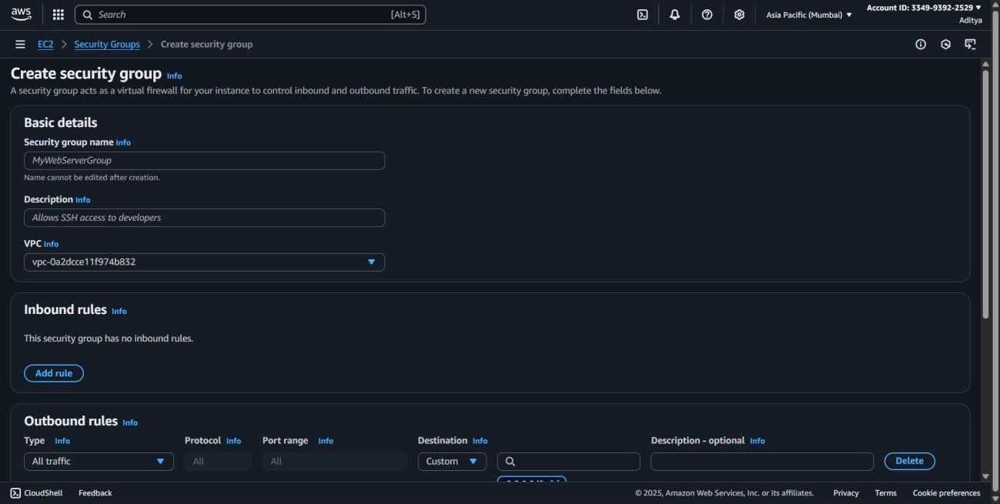 aws
Search [Alt+S]
Asia Pacific (Mumbai)
Account ID: 3349-9392-2529
Aditya
EC2 Security Groups Create security group
Create security group Info
A security group acts as a virtual firewall for your instance to control inbound and outbound traffic. To create a new security group, complete the fields below.
Basic details
Security group name Info
MyWebServerGroup
Name cannot be edited after creation.
Description Info
Allows SSH access to developers
VPC Info
vpc-0a2dcce11f974b832
Inbound rules Info
This security group has no inbound rules.
Add rule
Outbound rules Info
Type Info Protocol Info Port range Info Destination Info Description - optional Info
All traffic All All Custom Delete
CloudShell Feedback © 2025, Amazon Web Services, Inc. or its affiliates. Privacy Terms Cookie preferences